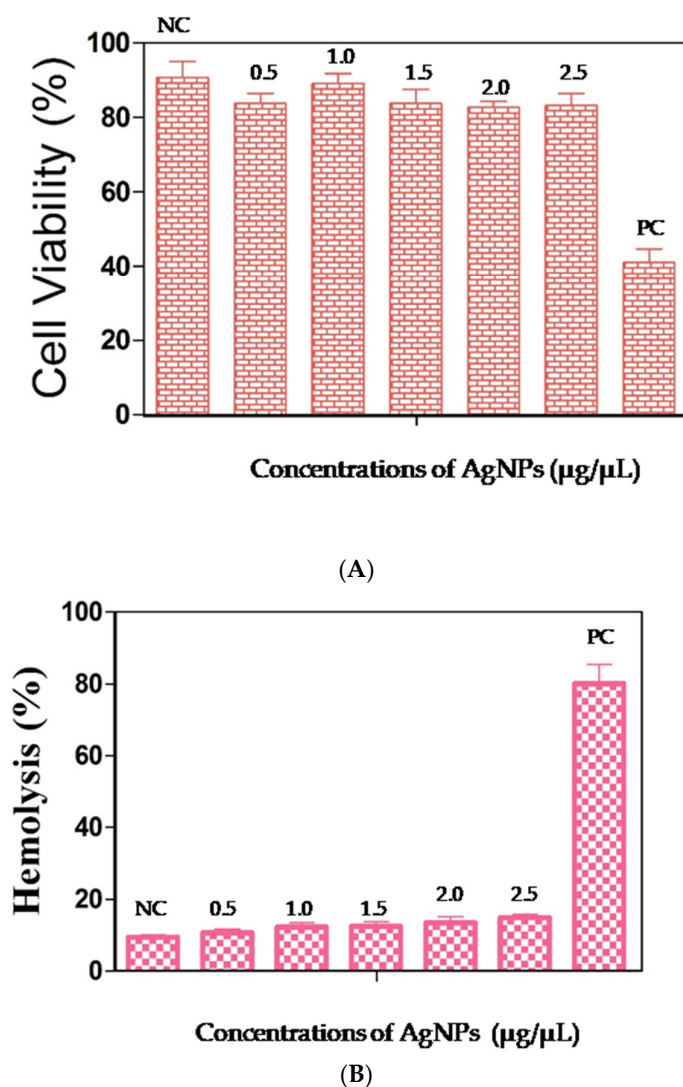 NC
0.5
1.0
1.5
2.0
2.5
PC
100
80
60
40
20
0
Cell Viability (%)
Concentrations of AgNPs (µg/µL)
(A)
100
80
60
40
20
0
Hemolysis (%)
NC
0.5
1.0
1.5
2.0
2.5
PC
Concentrations of AgNPs (µg/µL)
(B)